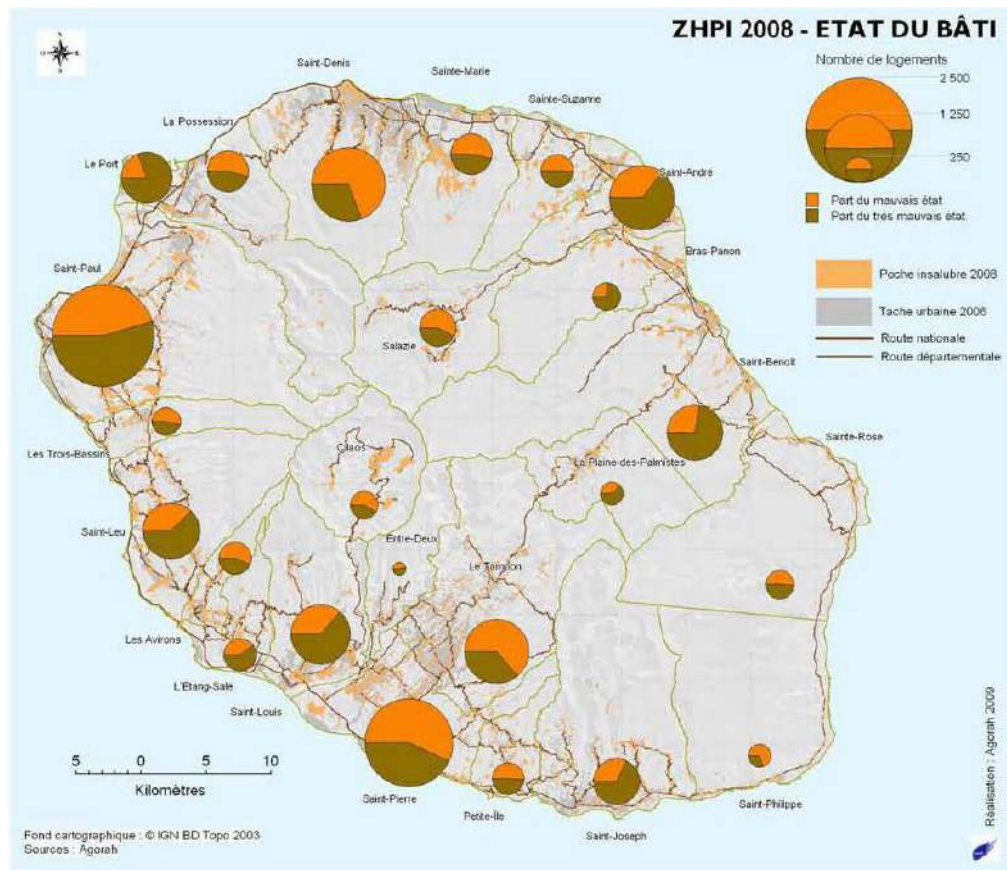 ZHPI 2008 - ETAT DU BÂTI
Nombre de logements
2 500
1 250
250
Part du mauvais état
Part du très mauvais état
Poche insalubre 2008
Tache urbaine 2006
Route nationale
Route départementale
Saint-Denis
Sainte-Marie
Sainte-Suzanne
La Possession
Le Port
Saint-André
Bras-Panon
Saint-Paul
Salazie
Saint-Benoît
Sainte-Rose
Les Trois-Bassins
Cilaos
La Plaine-des-Palmistes
Saint-Leu
Entre-Deux
Le Tampon
Les Avirons
L'Etang-Salé
Saint-Louis
5 0 5 10
Kilomètres
Saint-Pierre
Petite-Île
Saint-Joseph
Saint-Philippe
Réalisation : Agorah 2009
Fond cartographique : © IGN BD Topo 2003
Sources : Agorah